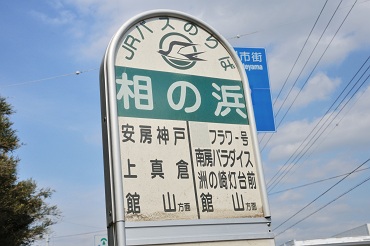 JRバスのりば
相の浜
安房神戸
上真倉
館山方面
フラワー号
南房パラダイス
洲の崎灯台前
館山方面
市街